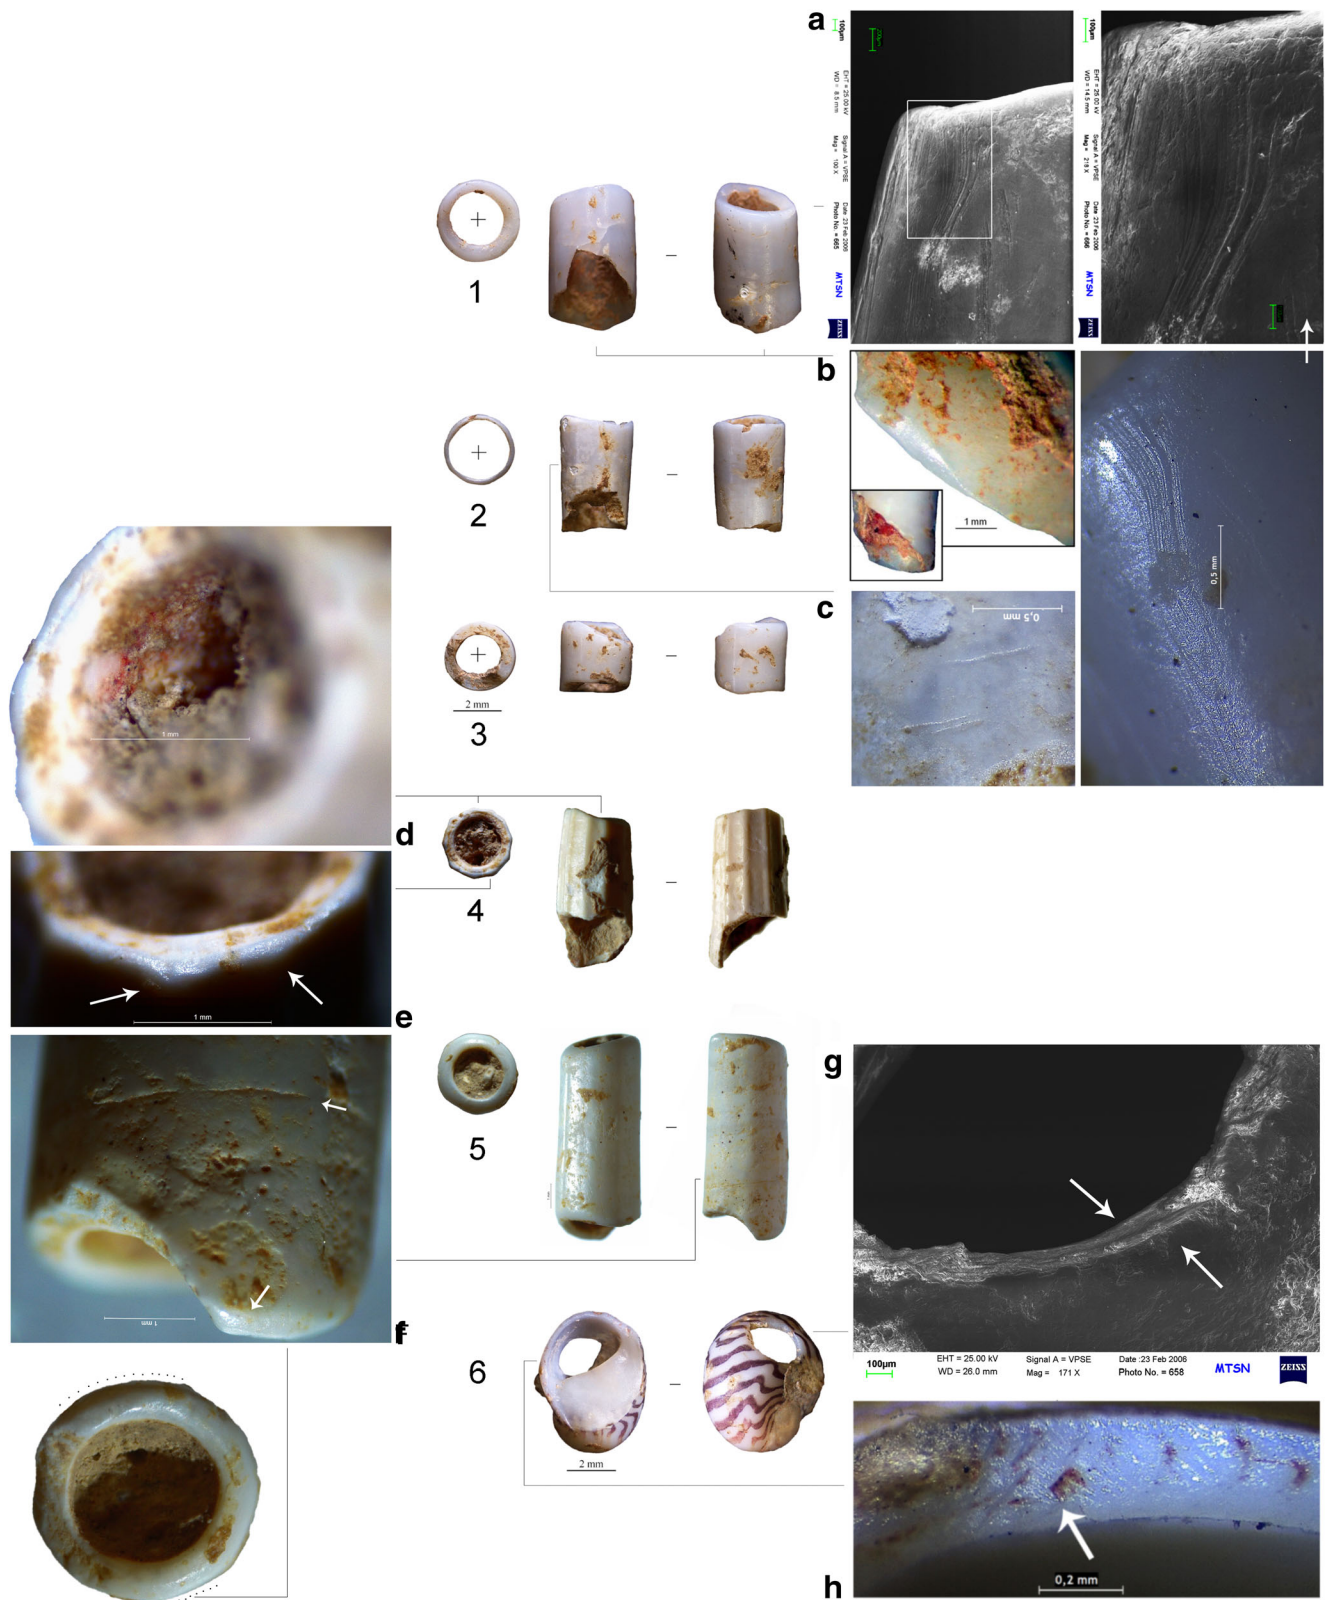 a
100µm
EHT = 25.00 kV
WD = 8.5 mm
Signal A = VPSE
Mag = 100 X
Date :23 Feb 2006
Photo No. = 665
MTSN
ZEISS
100µm
EHT = 25.00 kV
WD = 14.5 mm
Signal A = VPSE
Mag = 218 X
Date :23 Feb 2006
Photo No. = 666
MTSN
ZEISS
1
b
1 mm
0,5 mm
2
c
0,5 mm
3
2 mm
1 mm
d
4
1 mm
e
5
1 mm
f
g
100µm
EHT = 25.00 kV
WD = 26.0 mm
Signal A = VPSE
Mag = 171 X
Date :23 Feb 2006
Photo No. = 658
MTSN
ZEISS
6
2 mm
h
0,2 mm